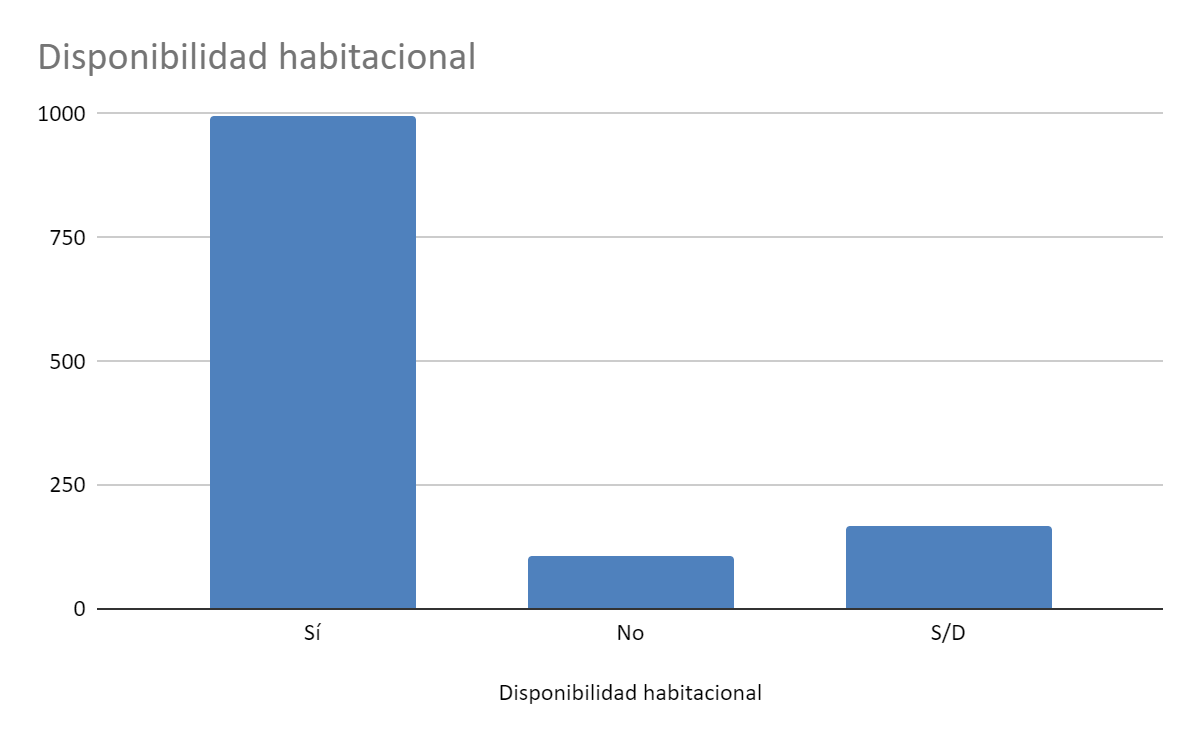 Disponibilidad habitacional
1000
750
500
250
0
Sí
No
S/D
Disponibilidad habitacional